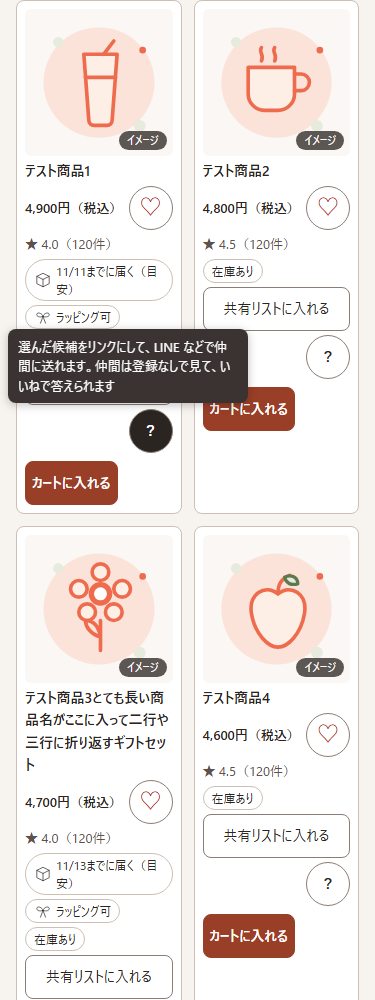 イメージ
テスト商品1
4,900円（税込）
★ 4.0（120件）
11/11までに届く（目
安）
ラッピング可
選んだ候補をリンクにして、LINE などで仲
間に送れます。仲間は登録なしで見て、い
いねで答えられます
?
カートに入れる
イメージ
テスト商品2
4,800円（税込）
★ 4.5（120件）
在庫あり
共有リストに入れる
?
カートに入れる
イメージ
テスト商品3とても長い商
品名がここに入って二行や
三行に折り返すギフトセッ
ト
4,700円（税込）
★ 4.0（120件）
11/13までに届く（目
安）
ラッピング可
在庫あり
共有リストに入れる
イメージ
テスト商品4
4,600円（税込）
★ 4.5（120件）
在庫あり
共有リストに入れる
?
カートに入れる